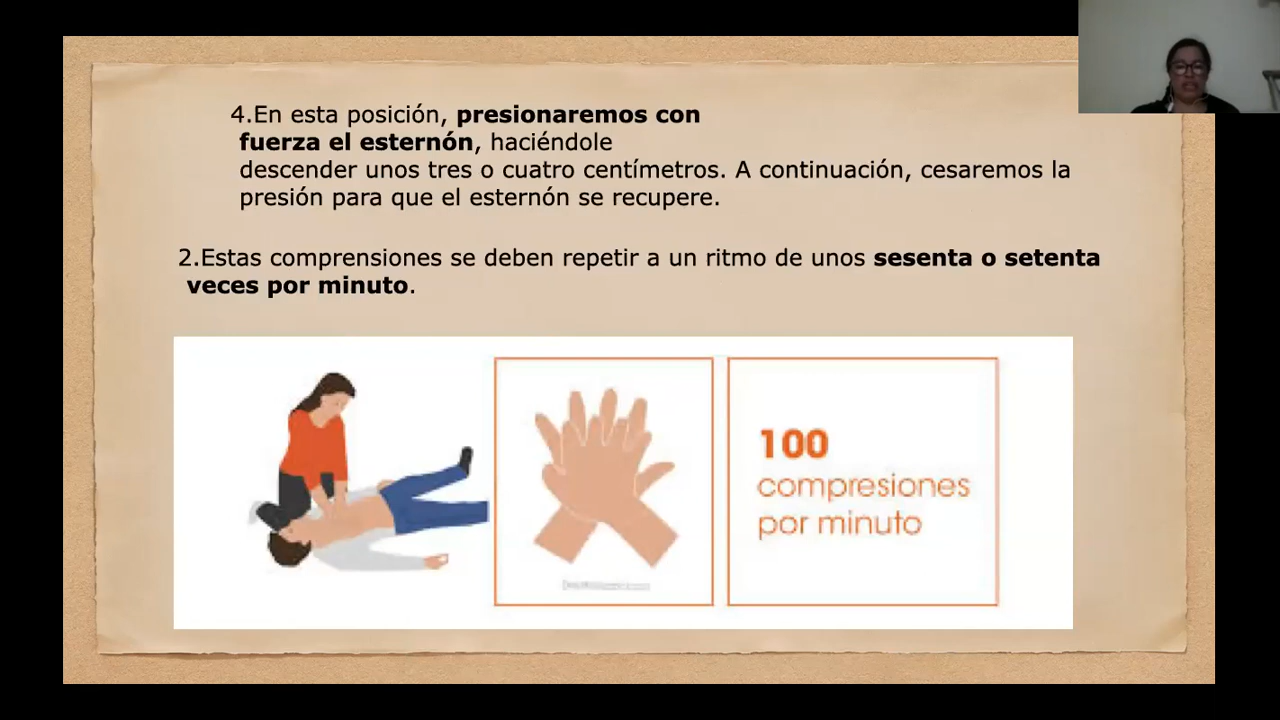 4.En esta posición, presionaremos con
fuerza el esternón, haciéndole
descender unos tres o cuatro centímetros. A continuación, cesaremos la
presión para que el esternón se recupere.
2.Estas comprensiones se deben repetir a un ritmo de unos sesenta o setenta
veces por minuto.
100
compresiones
por minuto